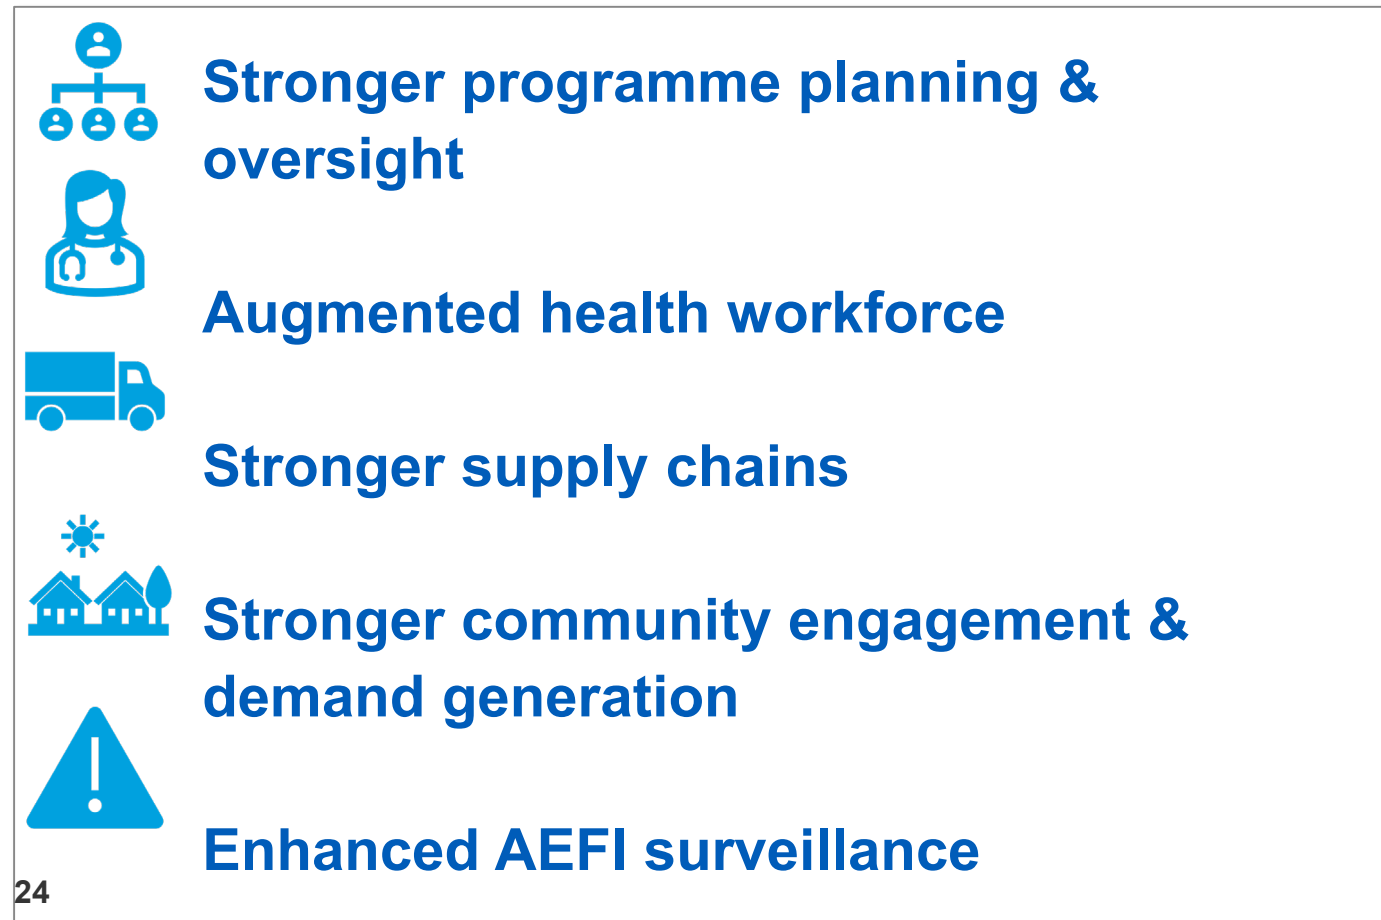 Stronger programme planning &
oversight
Augmented health workforce
Stronger supply chains
Stronger community engagement &
demand generation
Enhanced AEFI surveillance
24